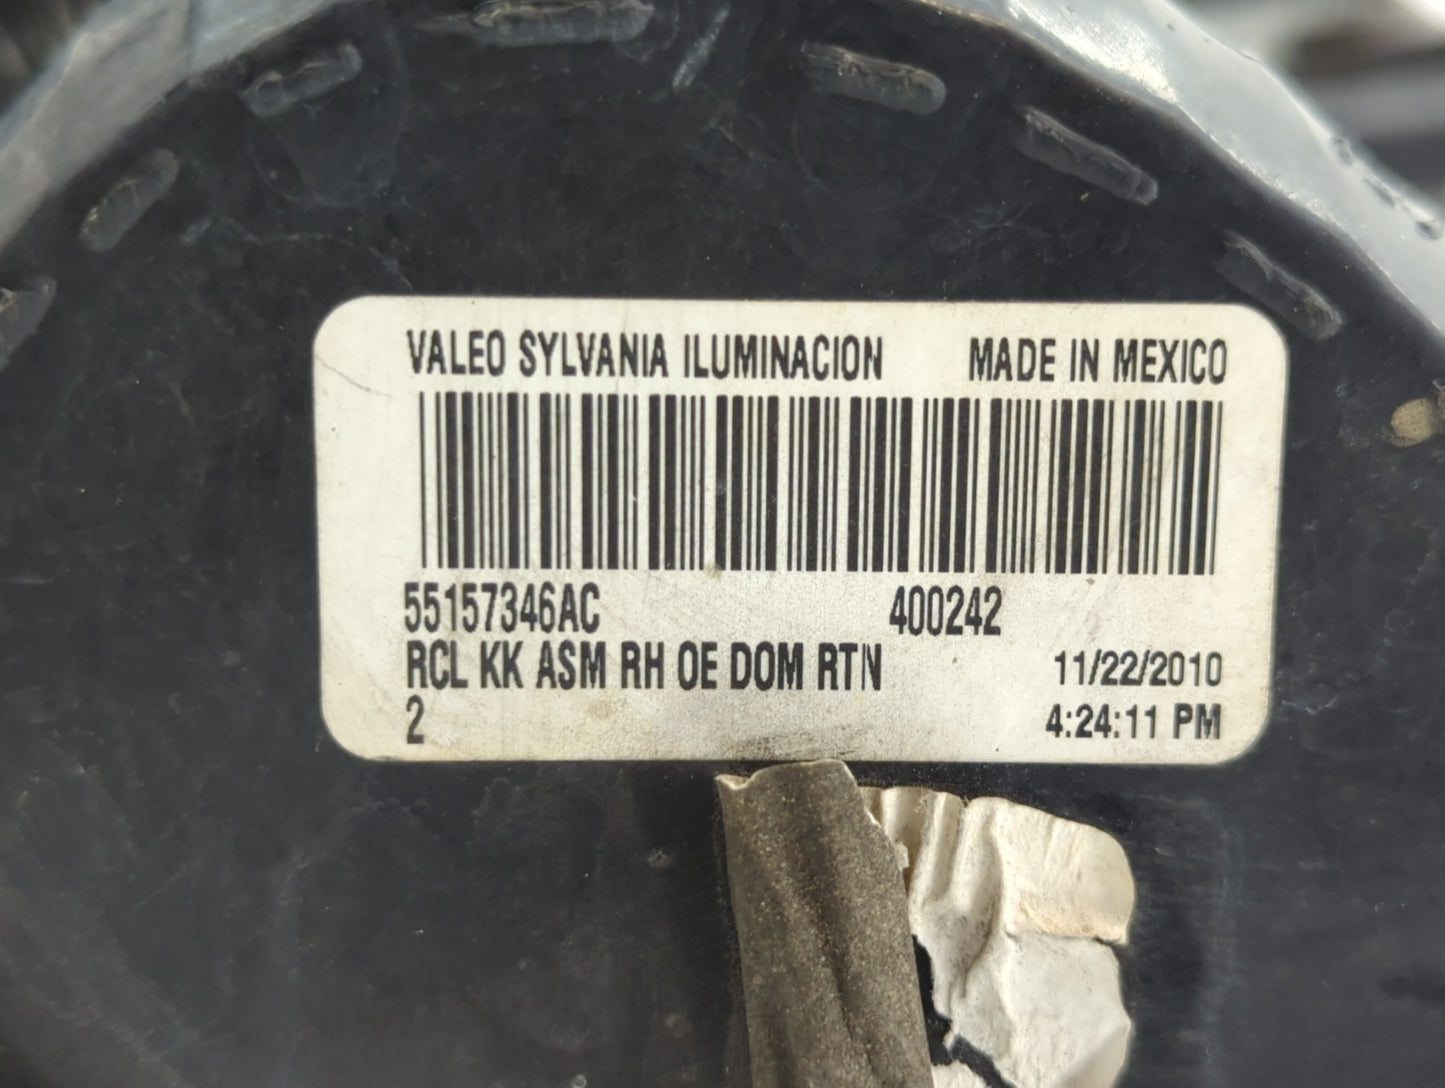 VALEO SYLVANIA ILUMINACION MADE IN MEXICO
55157346AC 400242
RCL KK ASM RH OE DOM RTN 11/22/2010
2 4:24:11 PM